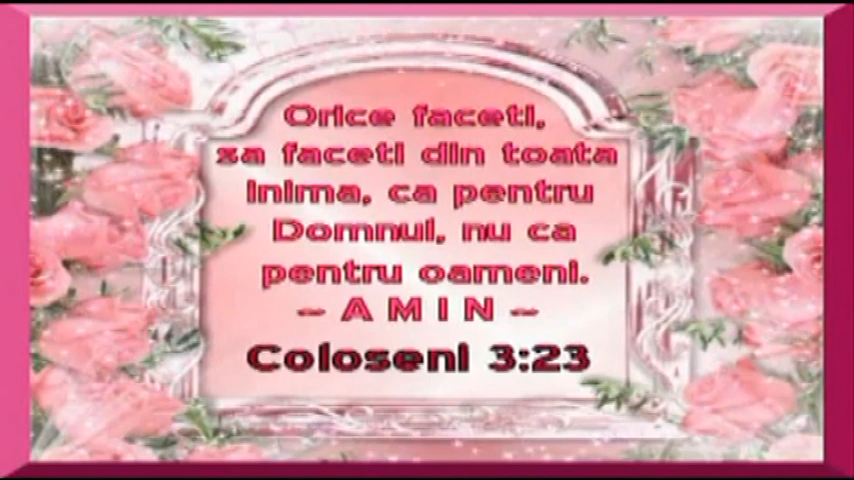 Orice faceti,
sa faceti din toata
inima, ca pentru
Domnul, nu ca
pentru oameni.
~ A M I N ~
Coloseni 3:23